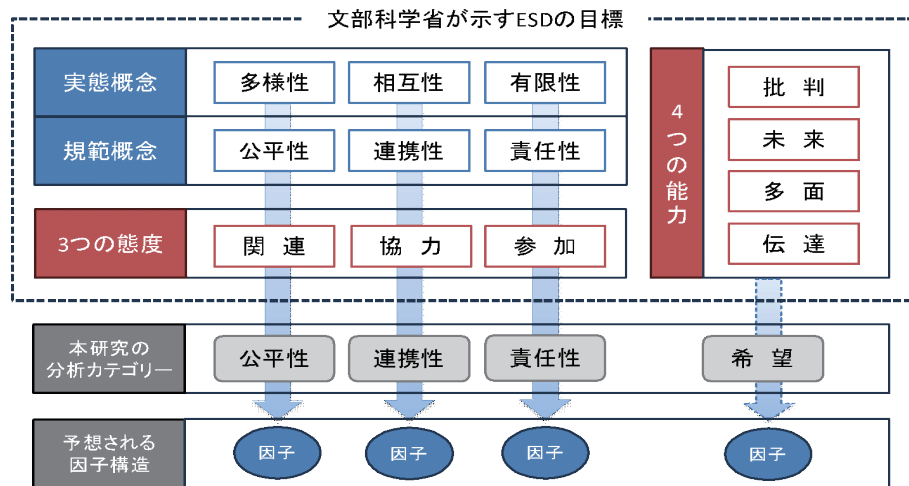 文部科学省が示すESDの目標
実態概念
多様性
相互性
有限性
規範概念
公平性
連携性
責任性
3つの態度
関 連
協 力
参 加
4つの能力
批 判
未 来
多 面
伝 達
本研究の
分析カテゴリー
公平性
連携性
責任性
希 望
予想される
因子構造
因子
因子
因子
因子